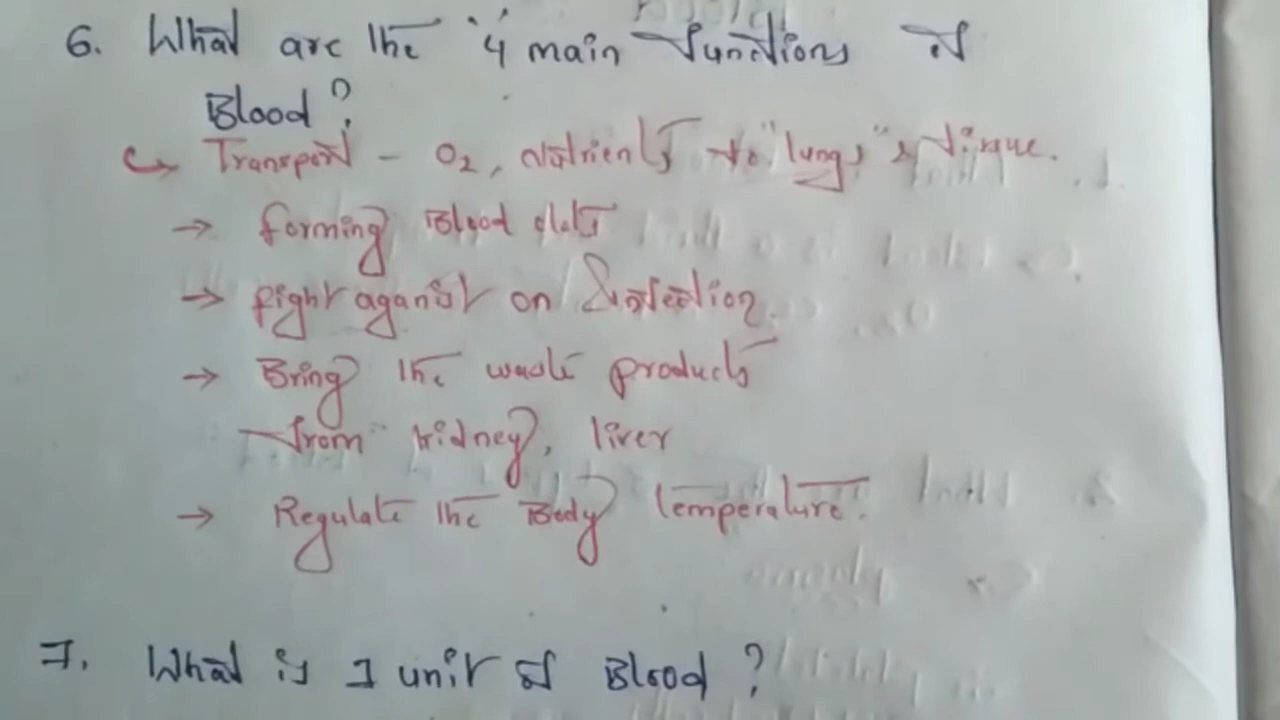 6. What are the '4' main functions of
Blood?
↳ Transport - O2, nutrients to "lungs" & tissue.
→ forming Blood clots
→ fight against on Infection.
→ Bring the waste products
from kidney, liver
→ Regulate the Body temperature.
7. What is 1 unit of Blood?